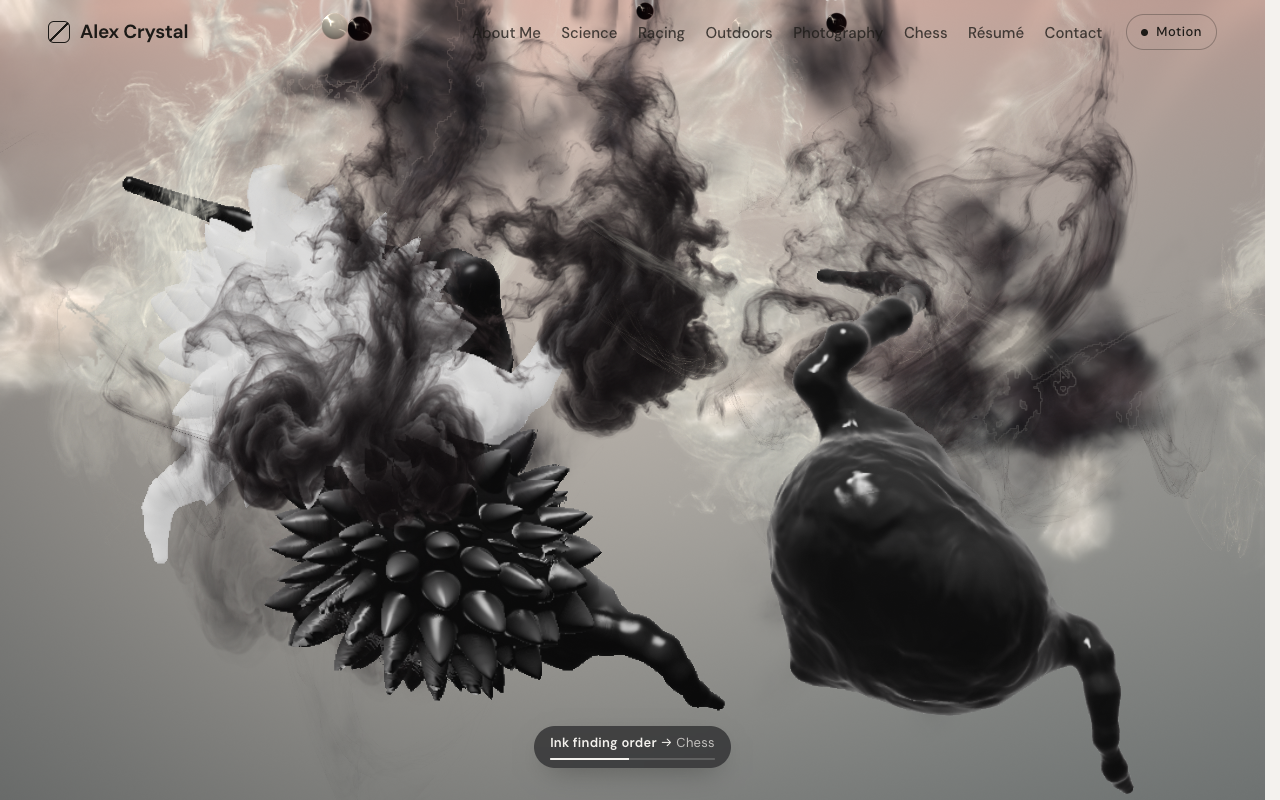 Alex Crystal
About Me Science Racing Outdoors Photography Chess Résumé Contact Motion
Ink finding order → Chess